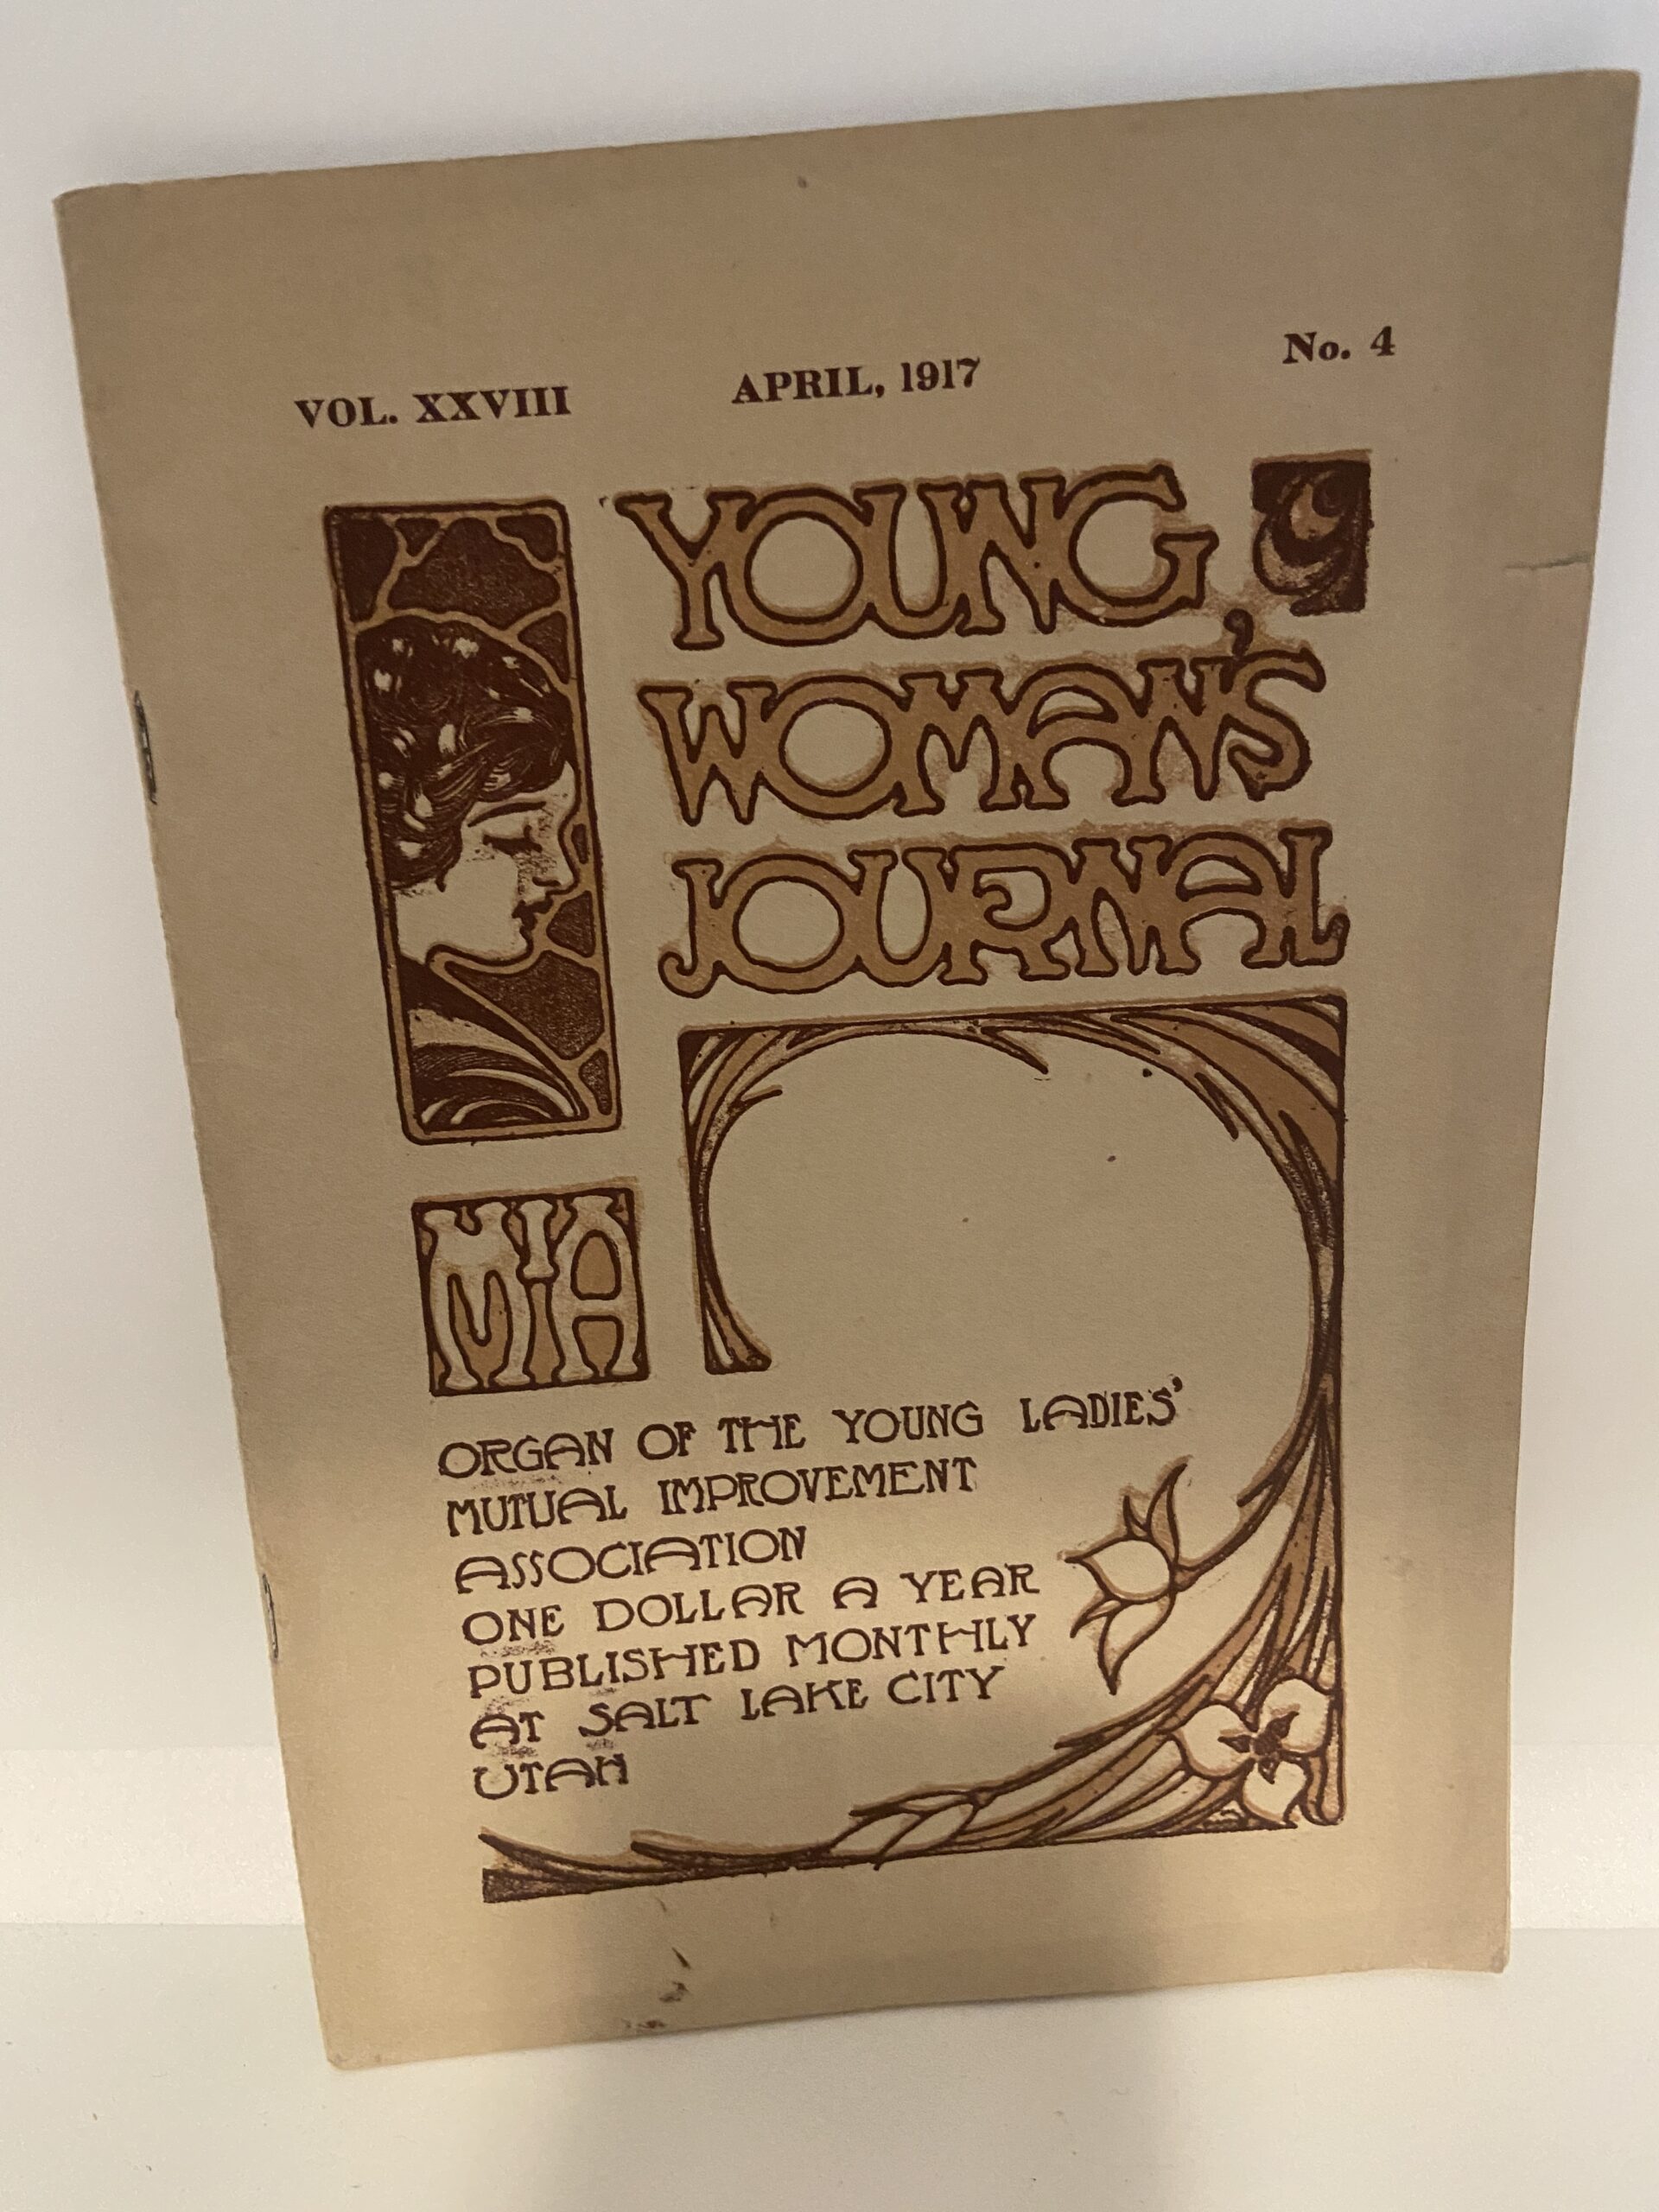 VOL. XXVIII APRIL, 1917 No. 4
YOUNG
WOMAN'S
JOURNAL
MIA
ORGAN OF THE YOUNG LADIES'
MUTUAL IMPROVEMENT
ASSOCIATION
ONE DOLLAR A YEAR
PUBLISHED MONTHLY
AT SALT LAKE CITY
UTAH